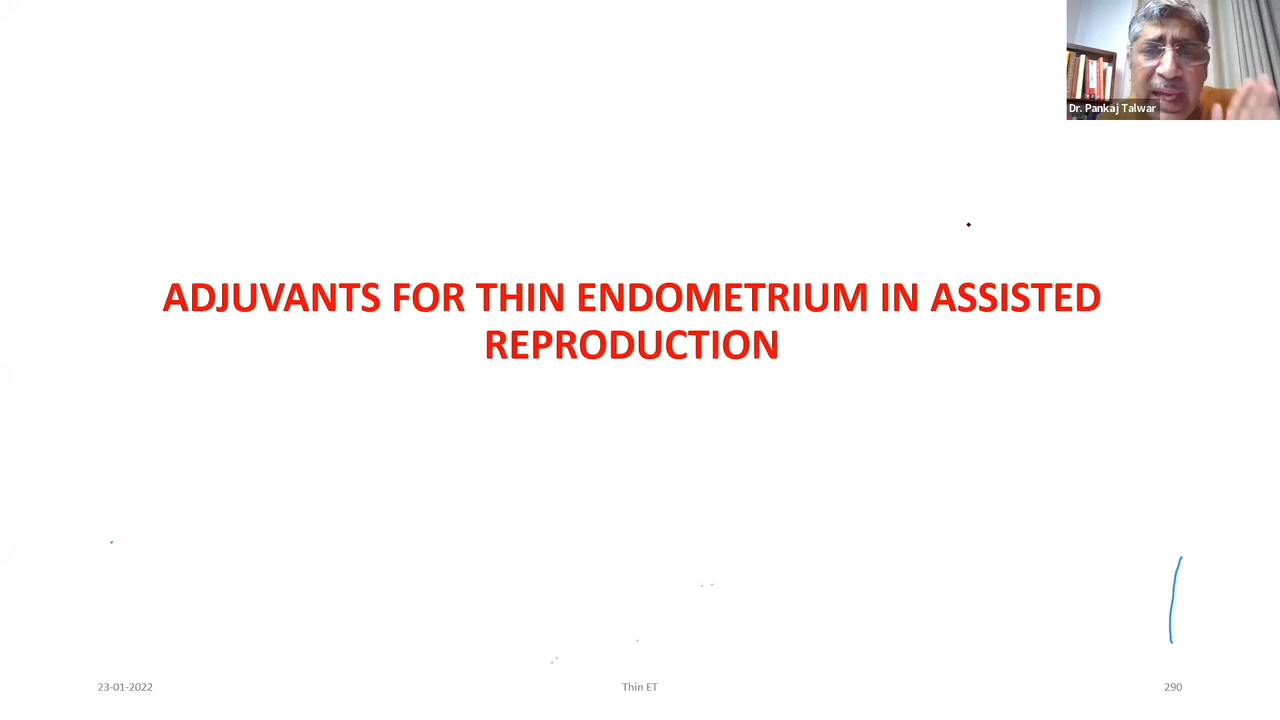 Dr. Pankaj Talwar
ADJUVANTS FOR THIN ENDOMETRIUM IN ASSISTED
REPRODUCTION
23-01-2022
Thin ET
290